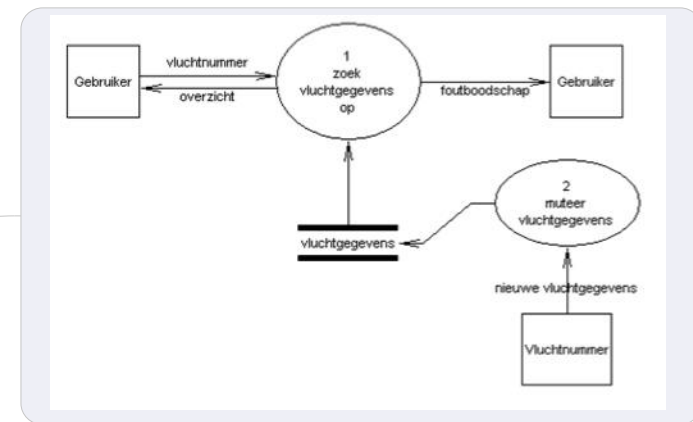 Gebruiker
vluchtnummer
overzicht
1
zoek
vluchtgegevens
op
foutboodschap
Gebruiker
vluchtgegevens
2
muteer
vluchtgegevens
nieuwe vluchtgegevens
Vluchtnummer